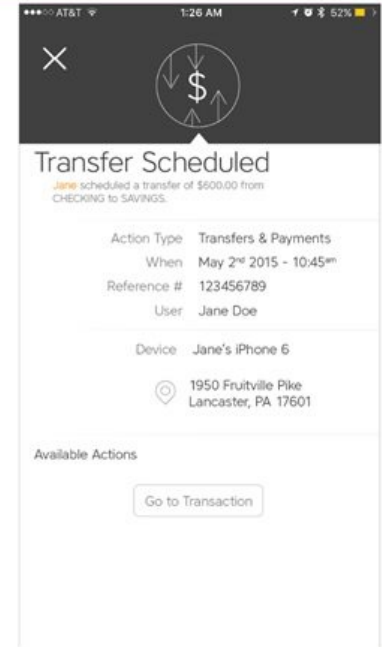 AT&T 1:26 AM 52%
$
Transfer Scheduled
Jane scheduled a transfer of $600.00 from
CHECKING to SAVINGS.
Action Type Transfers & Payments
When May 2nd 2015 - 10:45am
Reference # 123456789
User Jane Doe
Device Jane's iPhone 6
1950 Fruitville Pike
Lancaster, PA 17601
Available Actions
Go to Transaction